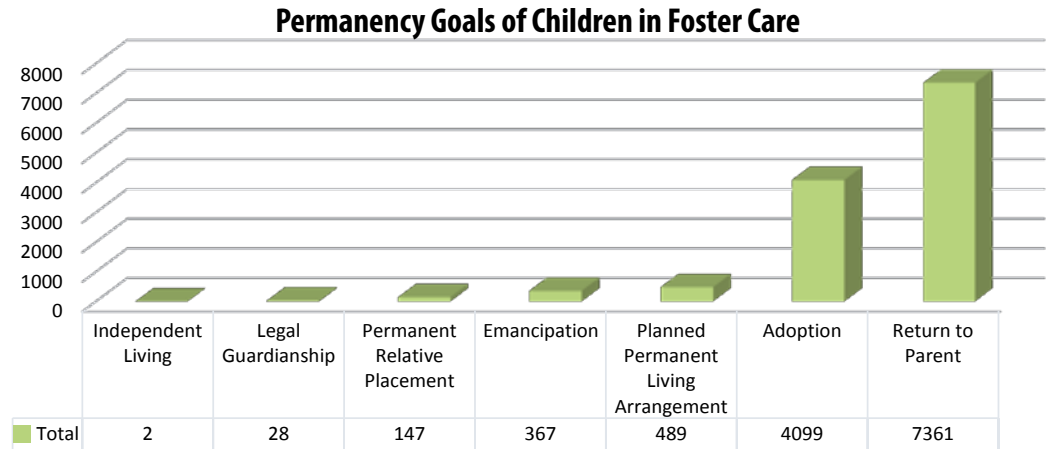 Permanency Goals of Children in Foster Care
8000
7000
6000
5000
4000
3000
2000
1000
0
Independent
Living
Legal
Guardianship
Permanent
Relative
Placement
Emancipation
Planned
Permanent
Living
Arrangement
Adoption
Return to
Parent
Total 2 28 147 367 489 4099 7361